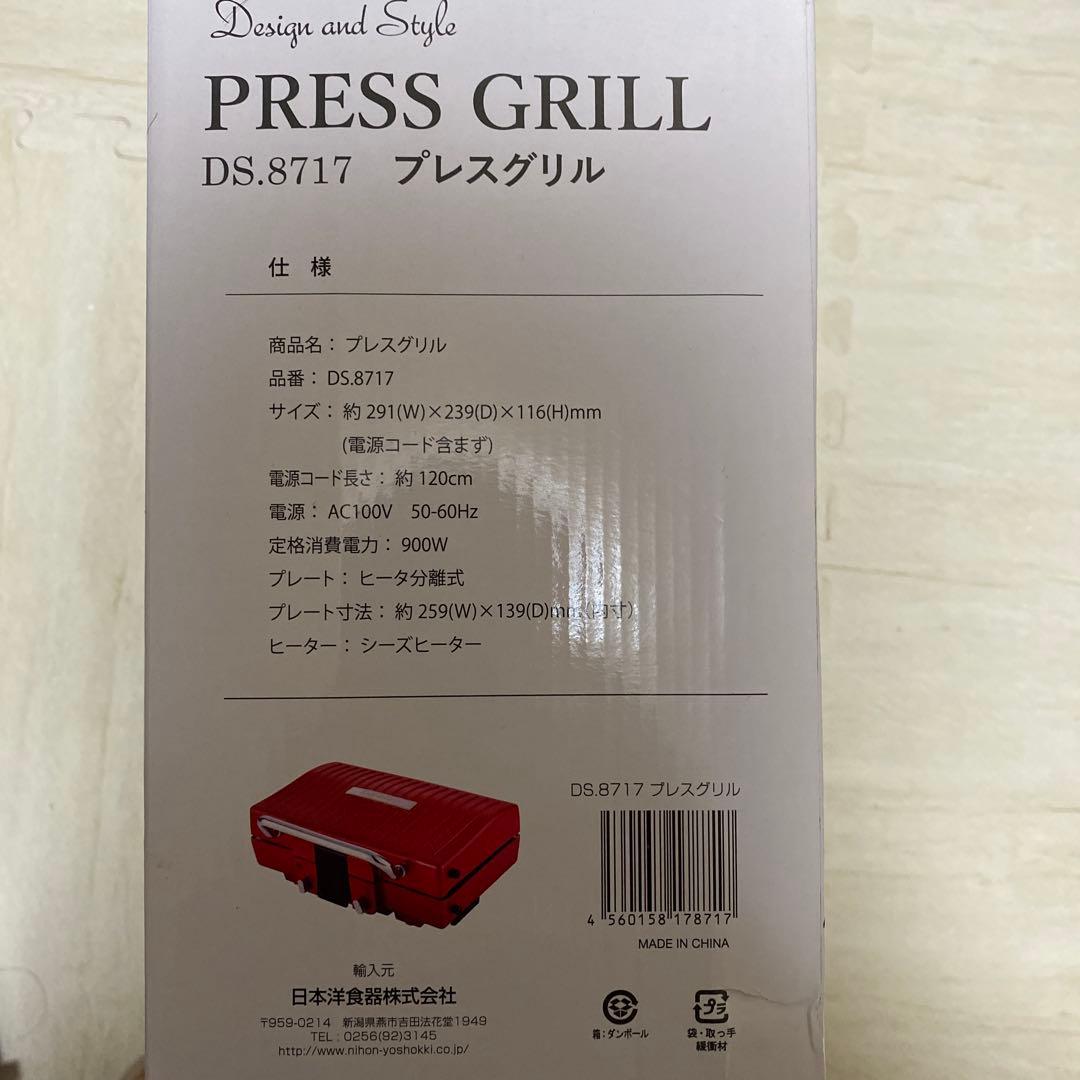 Design and Style
PRESS GRILL
DS.8717 プレスグリル
仕 様
商品名： プレスグリル
品番： DS.8717
サイズ： 約 291(W)×239(D)×116(H)mm
(電源コード含まず)
電源コード長さ： 約 120cm
電源： AC100V 50-60Hz
定格消費電力： 900W
プレート： ヒータ分離式
プレート寸法： 約 259(W)×139(D)mm（内寸）
ヒーター： シーズヒーター
DS.8717 プレスグリル
4 560158 178717
MADE IN CHINA
輸入元
日本洋食器株式会社
〒959-0214 新潟県燕市吉田法花堂1949
TEL : 0256(92)3145
http://www.nihon-yoshokki.co.jp/
箱：ダンボール
プラ
袋・取っ手
緩衝材